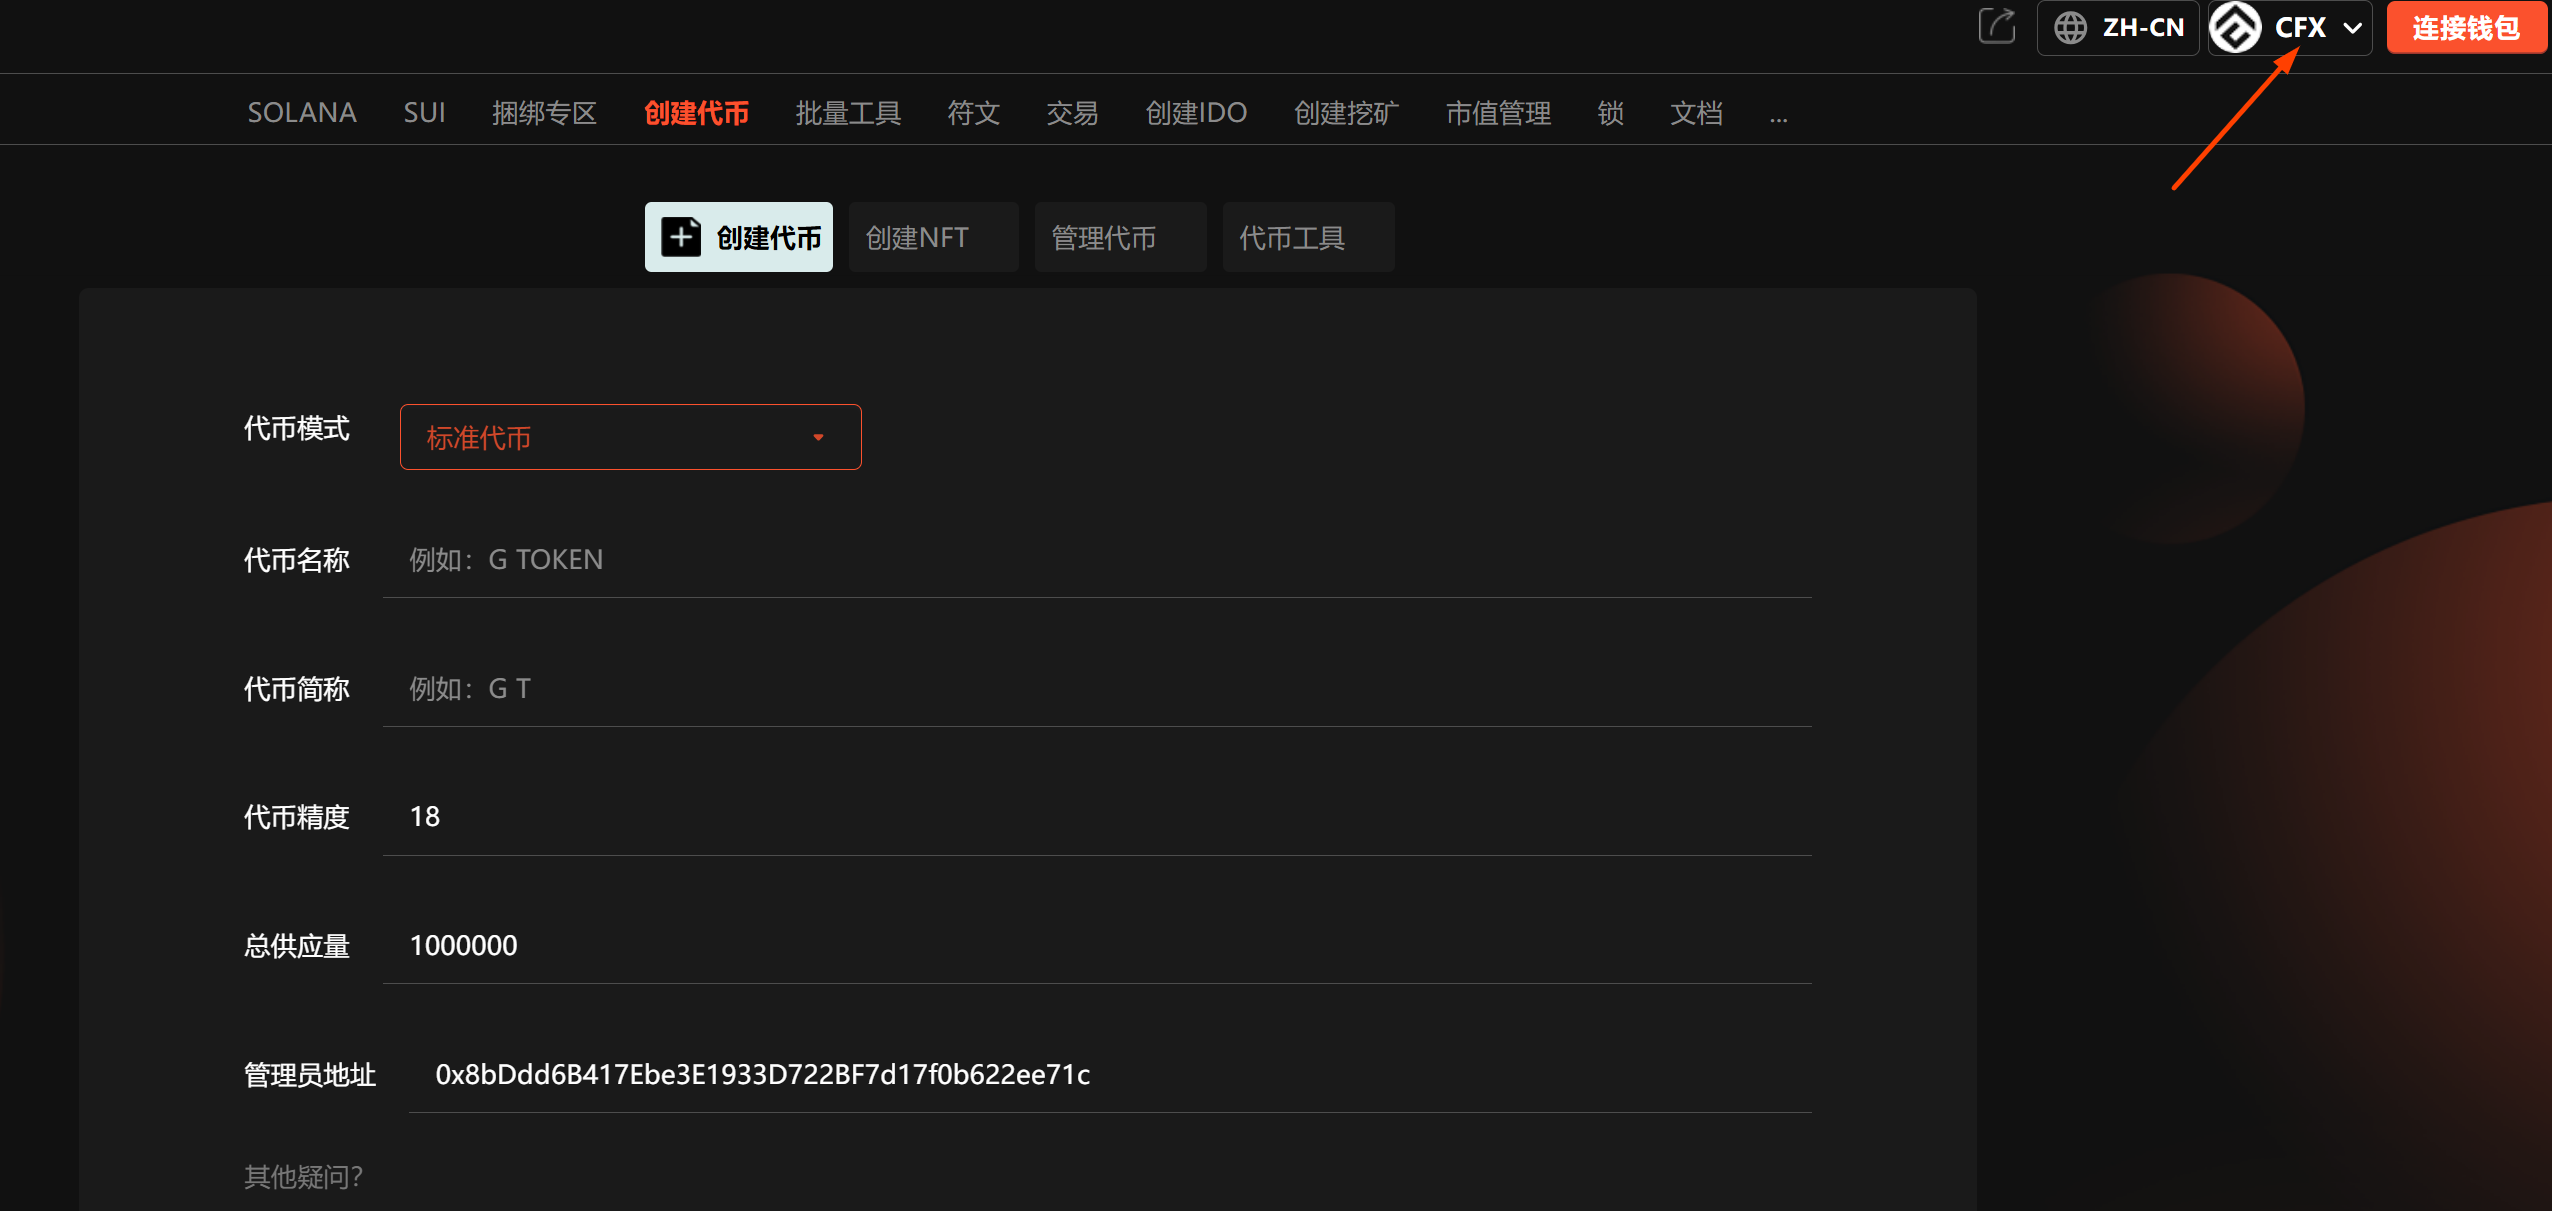 ZH-CN CFX 连接钱包
SOLANA SUI 捆绑专区 创建代币 批量工具 符文 交易 创建IDO 创建挖矿 市值管理 锁 文档 ...
创建代币 创建NFT 管理代币 代币工具
代币模式 标准代币
代币名称 例如：G TOKEN
代币简称 例如：G T
代币精度 18
总供应量 1000000
管理员地址 0x8bDdd6B417Ebe3E1933D722BF7d17f0b622ee71c
其他疑问？